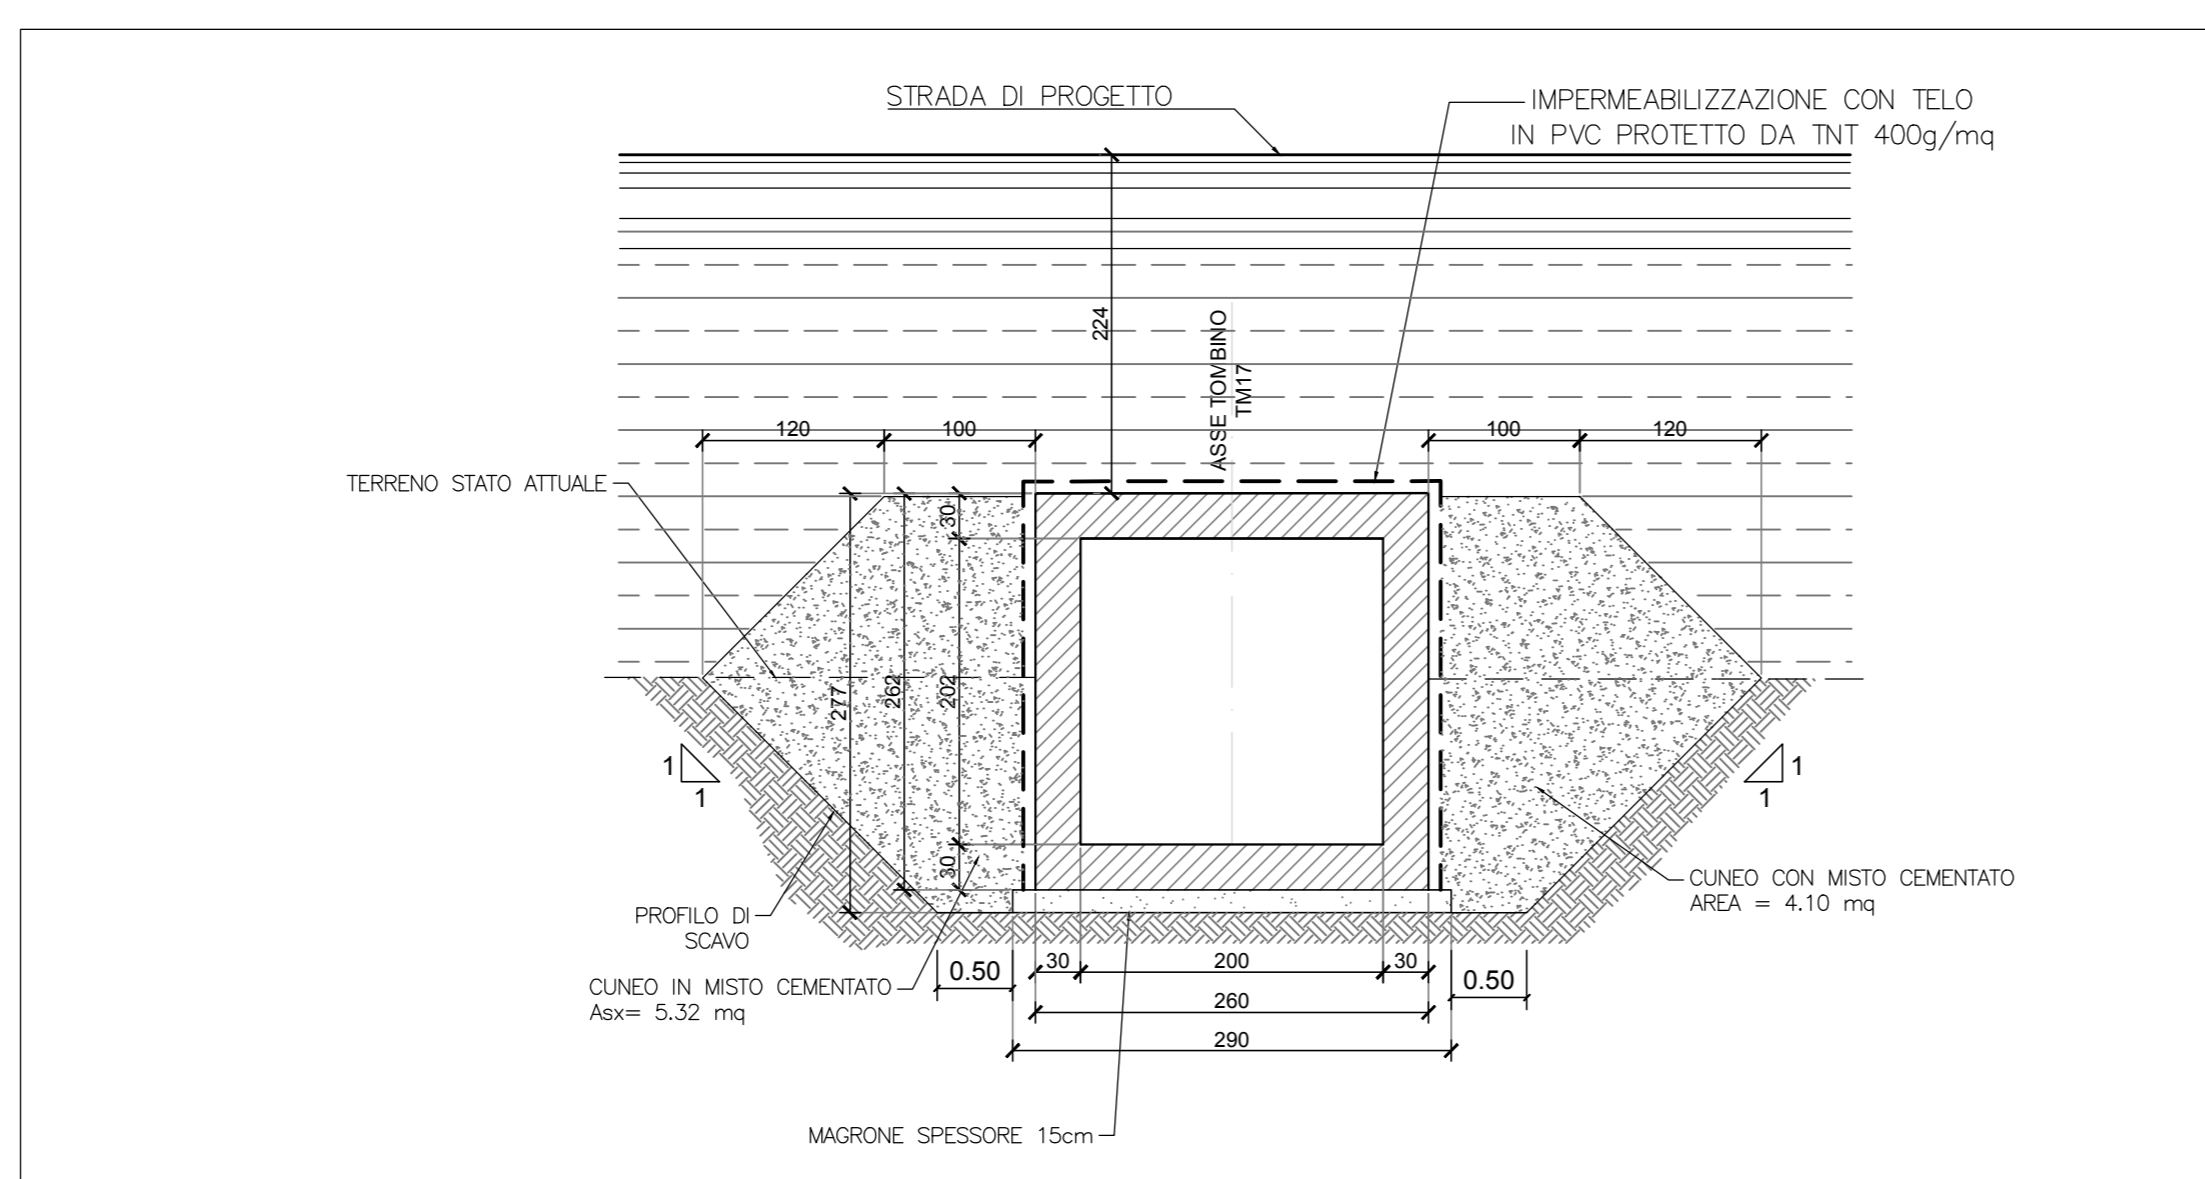 STRADA DI PROGETTO
IMPERMEABILIZZAZIONE CON TELO
IN PVC PROTETTO DA TNT 400g/mq
224
ASSE TOMBINO
TM17
120
100
100
120
TERRENO STATO ATTUALE
30
277
262
202
30
1
1
1
1
PROFILO DI
SCAVO
CUNEO CON MISTO CEMENTATO
AREA = 4.10 mq
CUNEO IN MISTO CEMENTATO
Asx= 5.32 mq
0.50
30
200
30
0.50
260
290
MAGRONE SPESSORE 15cm